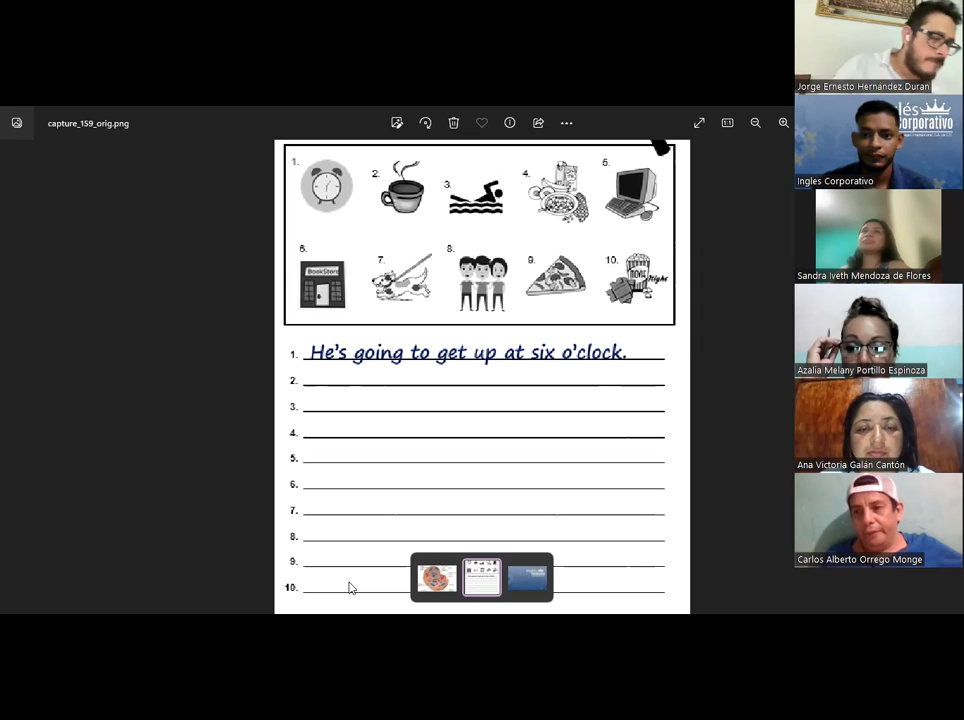 capture_159_orig.png
1.
2.
3.
4.
5.
6.
BookStore
7.
8.
9.
10.
MOVIE
Night
1. He's going to get up at six o'clock.
2.
3.
4.
5.
6.
7.
8.
9.
10.
Jorge Ernesto Hernández Duran
Ingles Corporativo
Sandra Iveth Mendoza de Flores
Azalia Melany Portillo Espinoza
Ana Victoria Galán Cantón
Carlos Alberto Orrego Monge